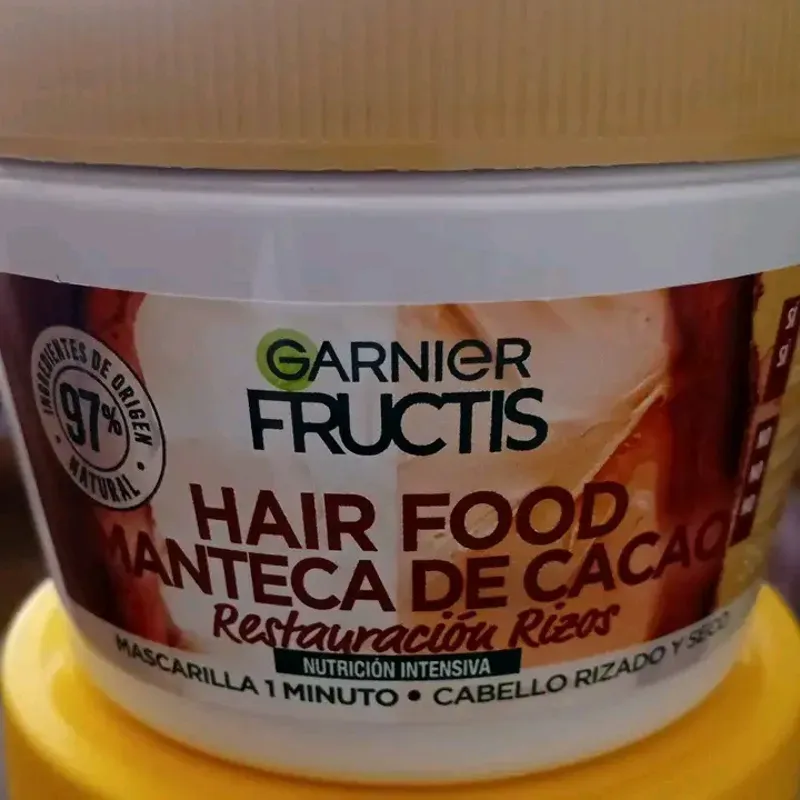 INGREDIENTES DE ORIGEN
97%
NATURAL
GARNIER
FRUCTIS
HAIR FOOD
MANTECA DE CACAO
Restauración Rizos
NUTRICIÓN INTENSIVA
MASCARILLA 1 MINUTO • CABELLO RIZADO Y SECO